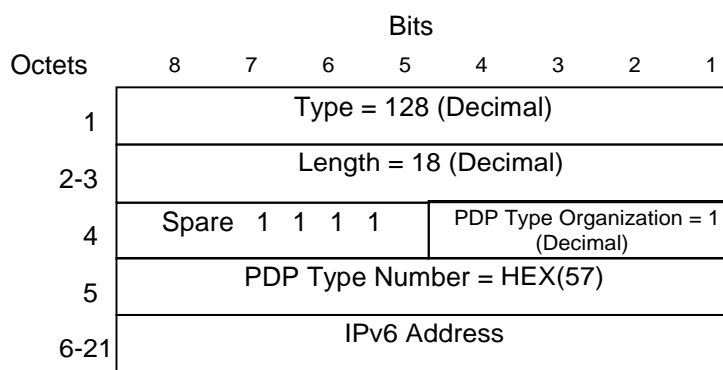 Bits
Octets 8 7 6 5 4 3 2 1
1 Type = 128 (Decimal)
2-3 Length = 18 (Decimal)
4 Spare 1 1 1 1 PDP Type Organization = 1
(Decimal)
5 PDP Type Number = HEX(57)
6-21 IPv6 Address